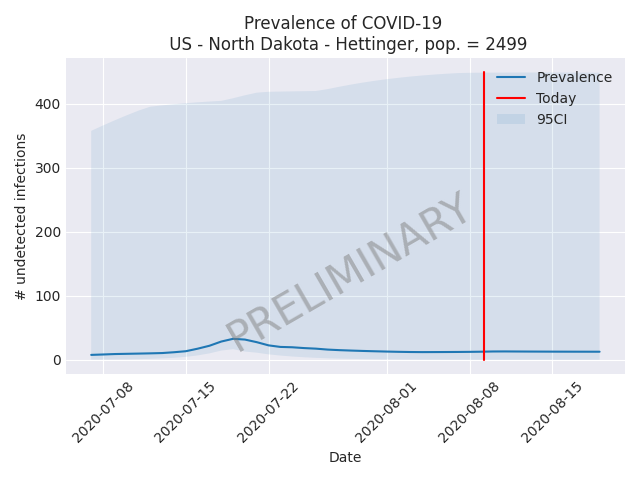 Prevalence of COVID-19
US - North Dakota - Hettinger, pop. = 2499
# undetected infections
400
300
200
100
0
Prevalence
Today
95CI
PRELIMINARY
2020-07-08
2020-07-15
2020-07-22
2020-08-01
2020-08-08
2020-08-15
Date